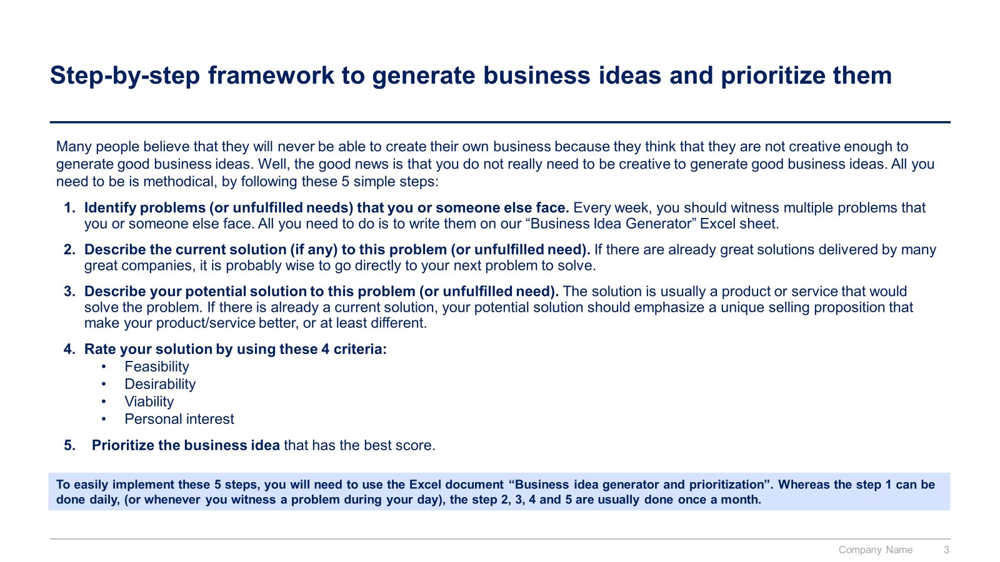 Step-by-step framework to generate business ideas and prioritize them
Many people believe that they will never be able to create their own business because they think that they are not creative enough to
generate good business ideas. Well, the good news is that you do not really need to be creative to generate good business ideas. All you
need to be is methodical, by following these 5 simple steps:
1. Identify problems (or unfulfilled needs) that you or someone else face. Every week, you should witness multiple problems that
you or someone else face. All you need to do is to write them on our “Business Idea Generator” Excel sheet.
2. Describe the current solution (if any) to this problem (or unfulfilled need). If there are already great solutions delivered by many
great companies, it is probably wise to go directly to your next problem to solve.
3. Describe your potential solution to this problem (or unfulfilled need). The solution is usually a product or service that would
solve the problem. If there is already a current solution, your potential solution should emphasize a unique selling proposition that
make your product/service better, or at least different.
4. Rate your solution by using these 4 criteria:
• Feasibility
• Desirability
• Viability
• Personal interest
5. Prioritize the business idea that has the best score.
To easily implement these 5 steps, you will need to use the Excel document “Business idea generator and prioritization”. Whereas the step 1 can be
done daily, (or whenever you witness a problem during your day), the step 2, 3, 4 and 5 are usually done once a month.
Company Name 3